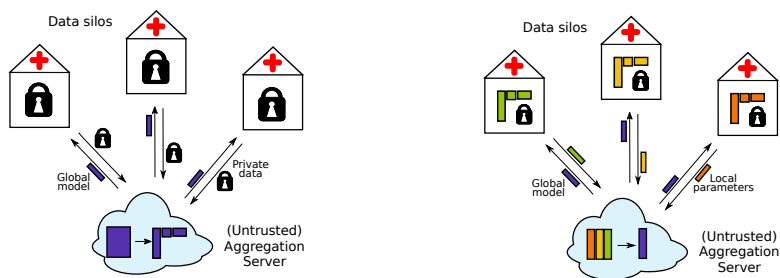 Data silos
Global
model
Private
data
(Untrusted)
Aggregation
Server
Data silos
Global
model
Local
parameters
(Untrusted)
Aggregation
Server